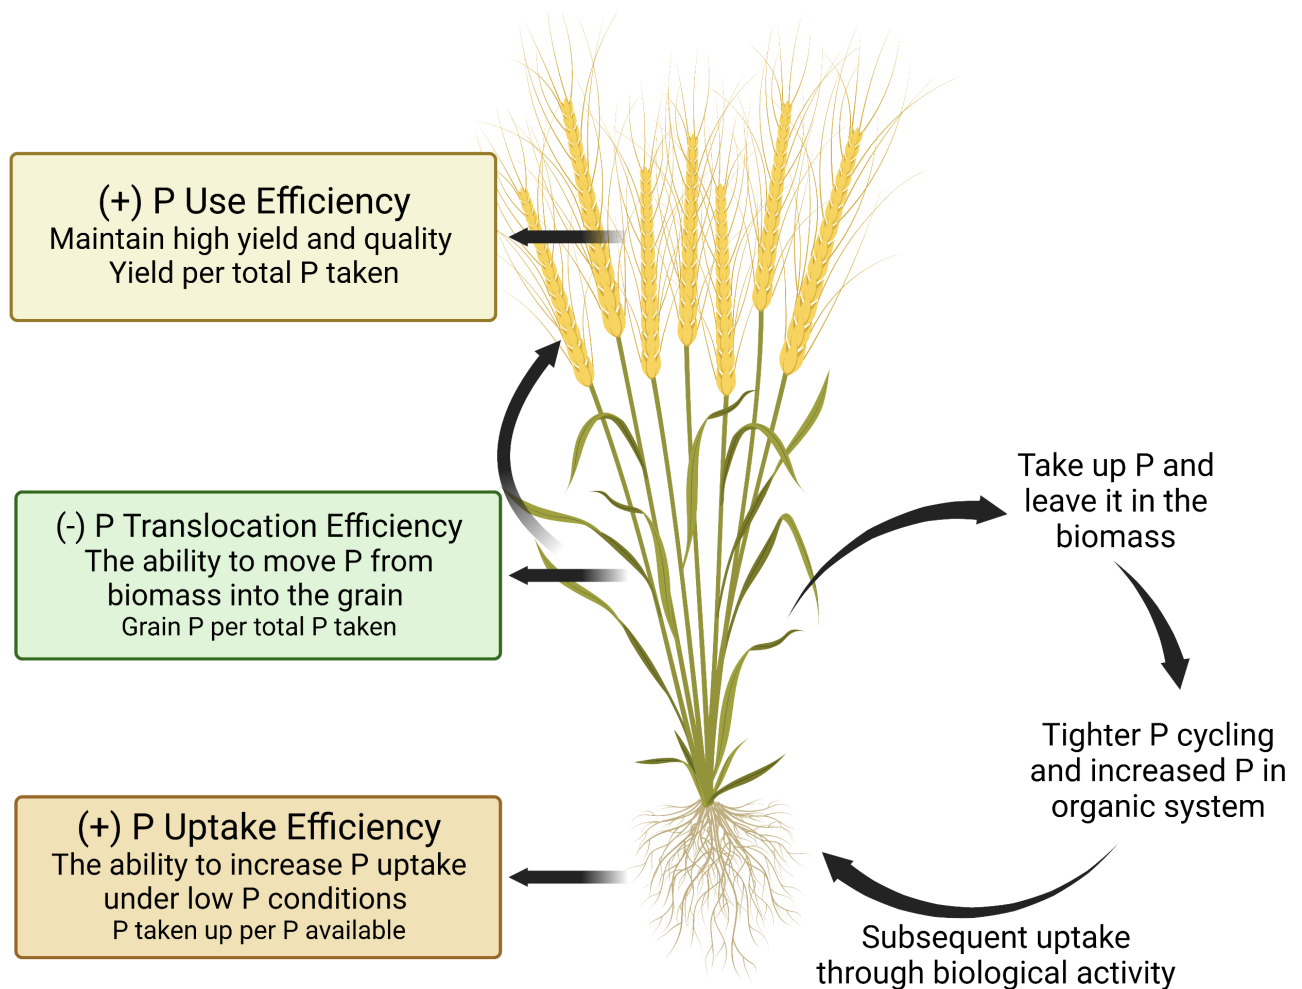 (+) P Use Efficiency
Maintain high yield and quality
Yield per total P taken
(-) P Translocation Efficiency
The ability to move P from
biomass into the grain
Grain P per total P taken
(+) P Uptake Efficiency
The ability to increase P uptake
under low P conditions
P taken up per P available
Take up P and
leave it in the
biomass
Tighter P cycling
and increased P in
organic system
Subsequent uptake
through biological activity